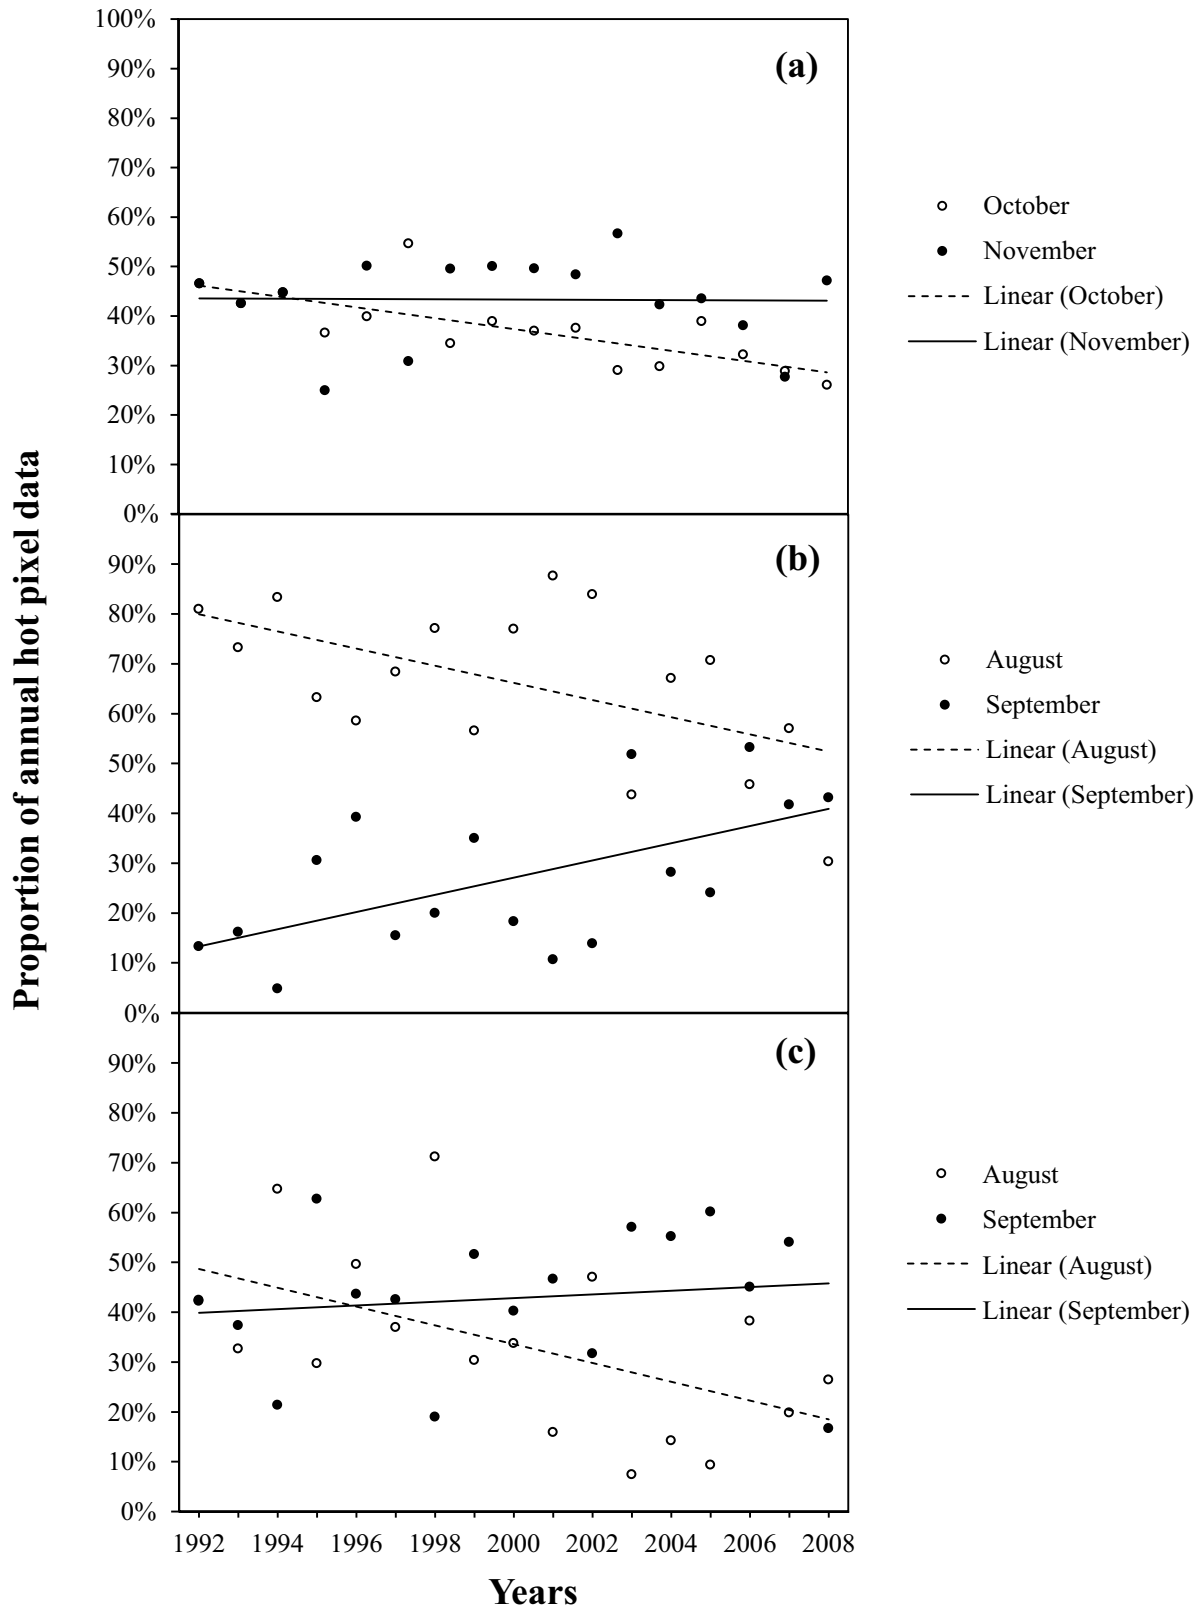 Proportion of annual hot pixel data
100%
90%
80%
70%
60%
50%
40%
30%
20%
10%
0%
(a)
October
November
Linear (October)
Linear (November)
90%
80%
70%
60%
50%
40%
30%
20%
10%
0%
(b)
August
September
Linear (August)
Linear (September)
90%
80%
70%
60%
50%
40%
30%
20%
10%
0%
(c)
August
September
Linear (August)
Linear (September)
1992 1994 1996 1998 2000 2002 2004 2006 2008
Years